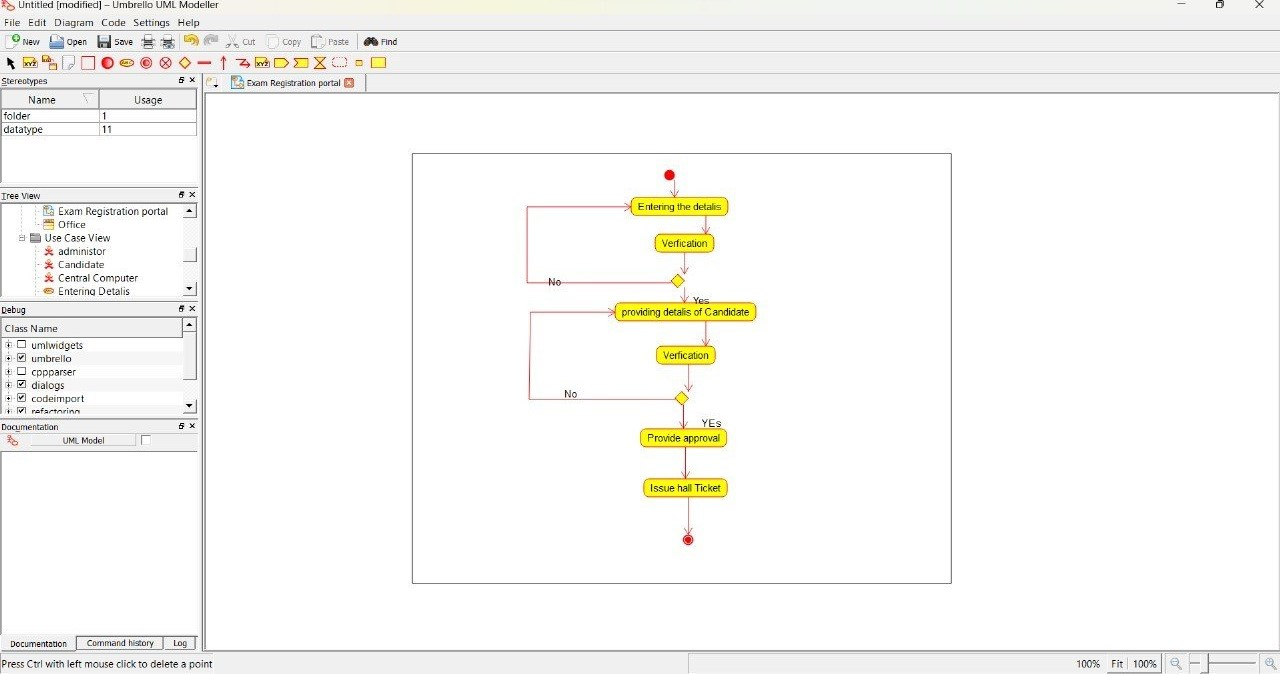 Untitled [modified] – Umbrello UML Modeller
File Edit Diagram Code Settings Help
New Open Save Cut Copy Paste Find
Stereotypes
Exam Registration portal
Name Usage
folder 1
datatype 11
Tree View
Exam Registration portal
Office
Use Case View
administor
Candidate
Central Computer
Entering Detalis
Debug
Class Name
umlwidgets
umbrello
cppparser
dialogs
codeimport
refactoring
Documentation
UML Model
Documentation Command history Log
Press Ctrl with left mouse click to delete a point
Entering the detalis
Verfication
No
Yes
providing detalis of Candidate
Verfication
No
YEs
Provide approval
Issue hall Ticket
100% Fit 100%